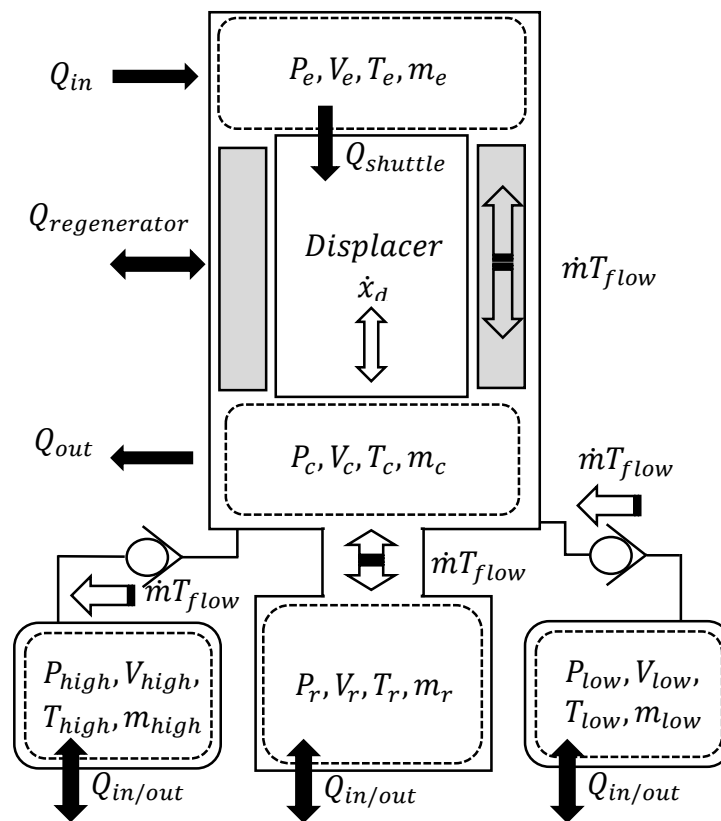 P_e, V_e, T_e, m_e
Q_in
Q_shuttle
Q_regenerator
Displacer
ẋ_d
ṁT_flow
Q_out
P_c, V_c, T_c, m_c
ṁT_flow
ṁT_flow
ṁT_flow
P_high, V_high,
T_high, m_high
P_r, V_r, T_r, m_r
P_low, V_low,
T_low, m_low
Q_in/out
Q_in/out
Q_in/out